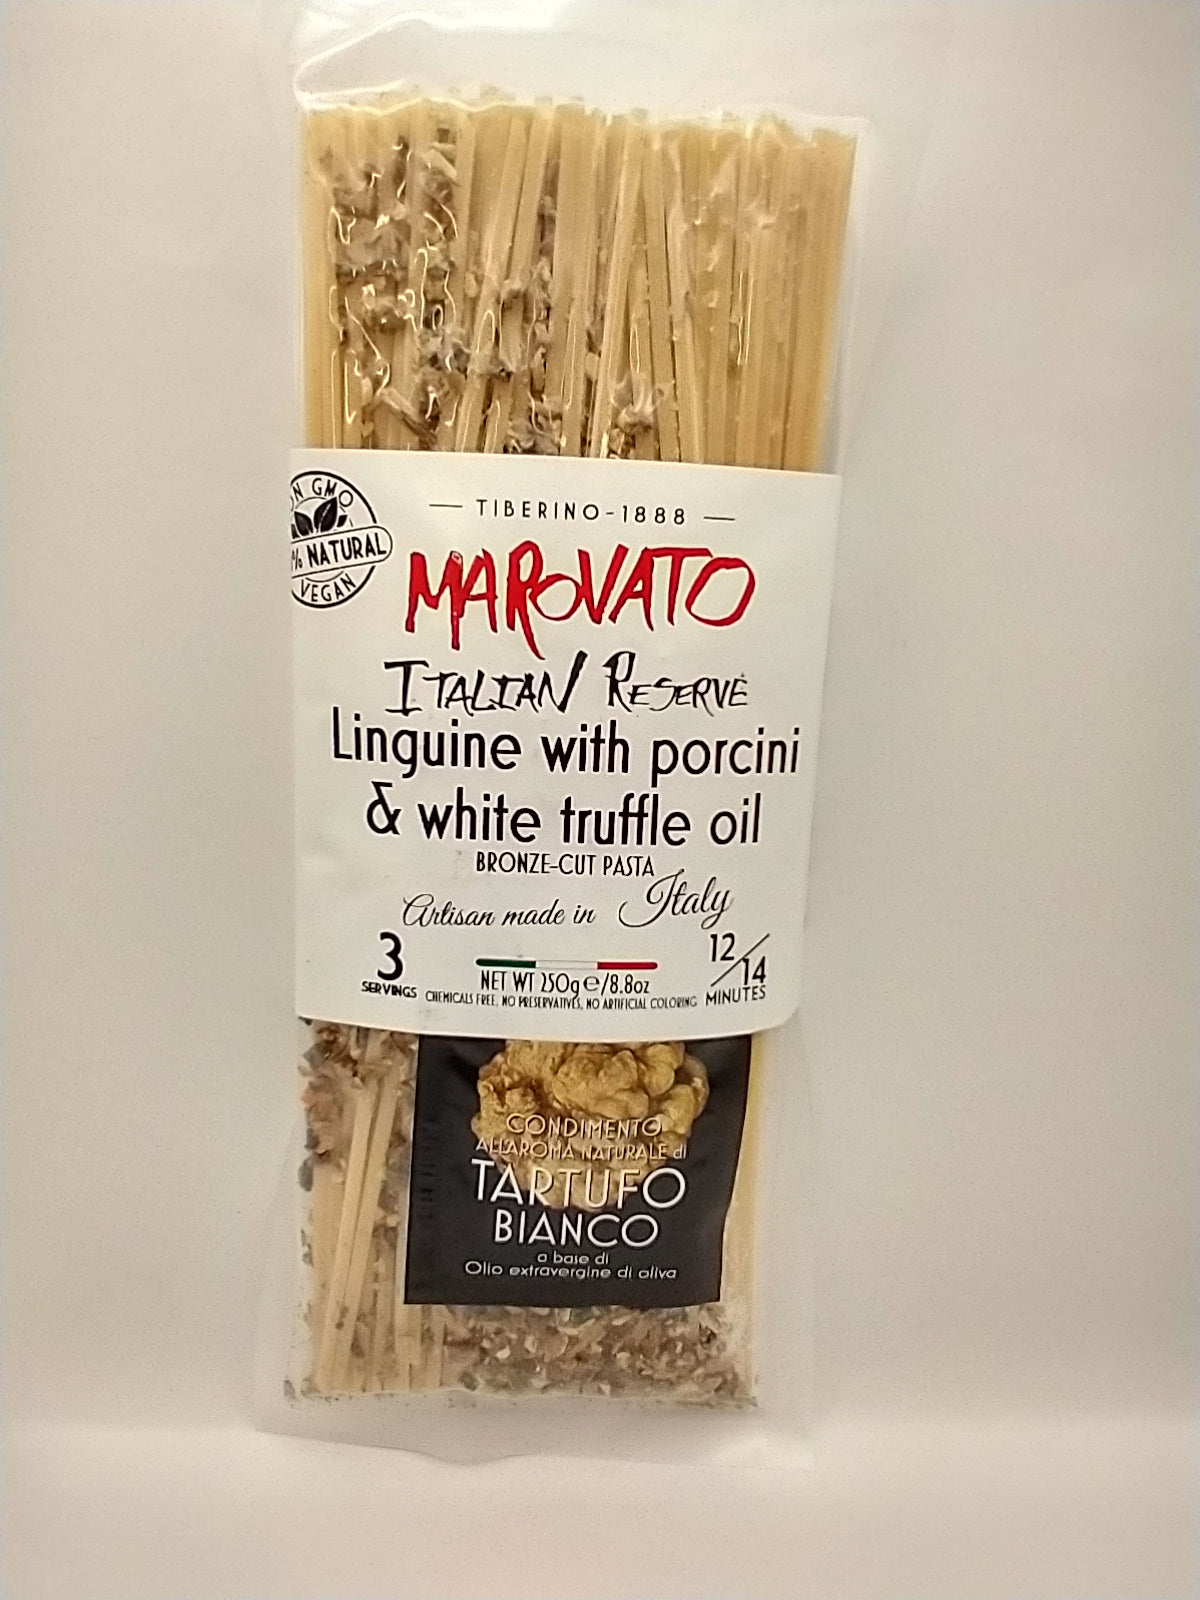 NON GMO
% NATURAL
VEGAN
TIBERINO-1888
MAROVATO
ITALIAN RESERVE
Linguine with porcini
& white truffle oil
BRONZE-CUT PASTA
Artisan made in Italy
3
SERVINGS
NET WT 250g e/8.8oz
CHEMICALS FREE, NO PRESERVATIVES, NO ARTIFICIAL COLORING
12/14
MINUTES
CONDIMENTO
ALL'AROMA NATURALE di
TARTUFO
BIANCO
a base di
Olio extravergine di oliva